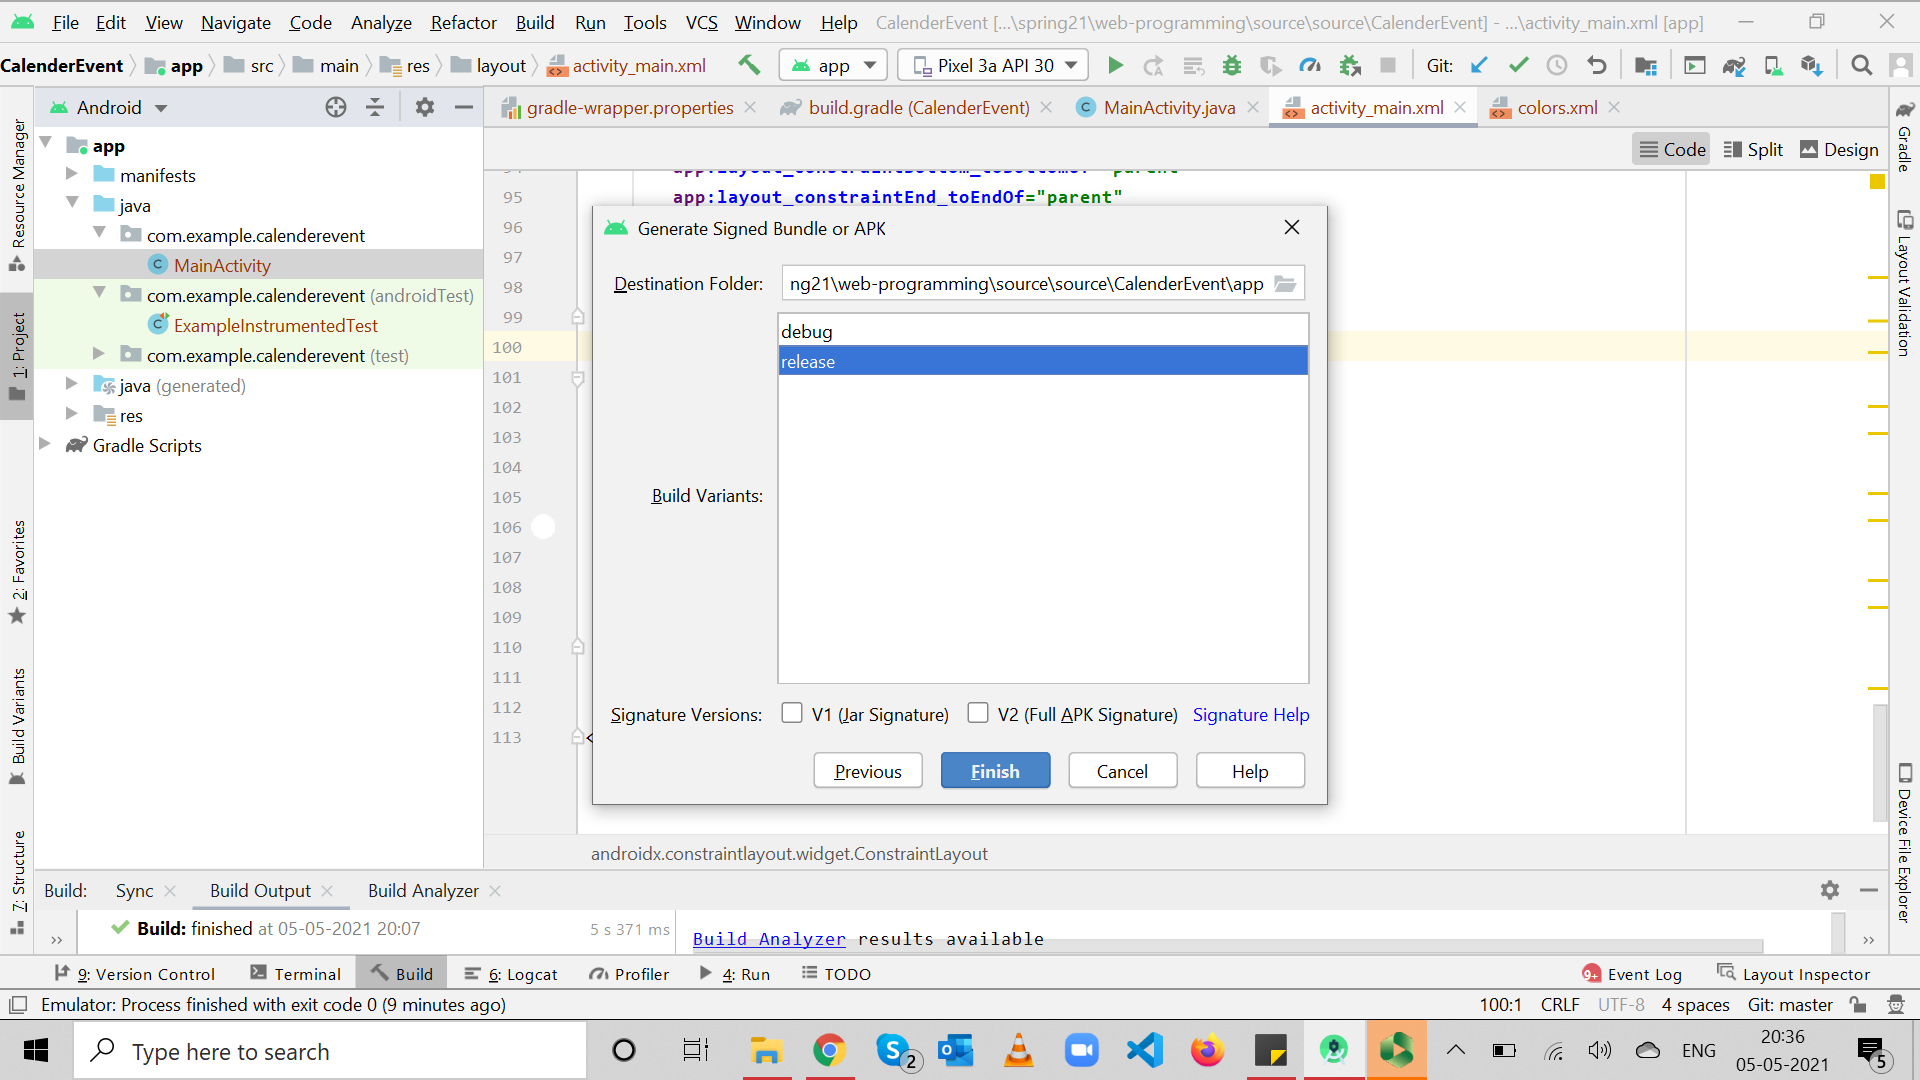 File Edit View Navigate Code Analyze Refactor Build Run Tools VCS Window Help CalenderEvent [...\spring21\web-programming\source\source\CalenderEvent] - ...\activity_main.xml [app]
CalenderEvent app src main res layout activity_main.xml app Pixel 3a API 30 Git:
Android
gradle-wrapper.properties build.gradle (CalenderEvent) MainActivity.java activity_main.xml colors.xml
Code Split Design
app
manifests
java
com.example.calenderevent
MainActivity
com.example.calenderevent (androidTest)
ExampleInstrumentedTest
com.example.calenderevent (test)
java (generated)
res
Gradle Scripts
Resource Manager
1: Project
2: Favorites
Build Variants
7: Structure
95 app:layout_constraintEnd_toEndOf="parent"
96
97
98
99
100
101
102
103
104
105
106
107
108
109
110
111
112
113 <
Generate Signed Bundle or APK
Destination Folder: ng21\web-programming\source\source\CalenderEvent\app
debug
release
Build Variants:
Signature Versions: V1 (Jar Signature) V2 (Full APK Signature) Signature Help
Previous Finish Cancel Help
androidx.constraintlayout.widget.ConstraintLayout
Gradle
Layout Validation
Device File Explorer
Build: Sync Build Output Build Analyzer
Build: finished at 05-05-2021 20:07 5 s 371 ms
Build Analyzer results available
9: Version Control Terminal Build 6: Logcat Profiler 4: Run TODO 9+ Event Log Layout Inspector
Emulator: Process finished with exit code 0 (9 minutes ago) 100:1 CRLF UTF-8 4 spaces Git: master
Type here to search
2
ENG
20:36
05-05-2021
5